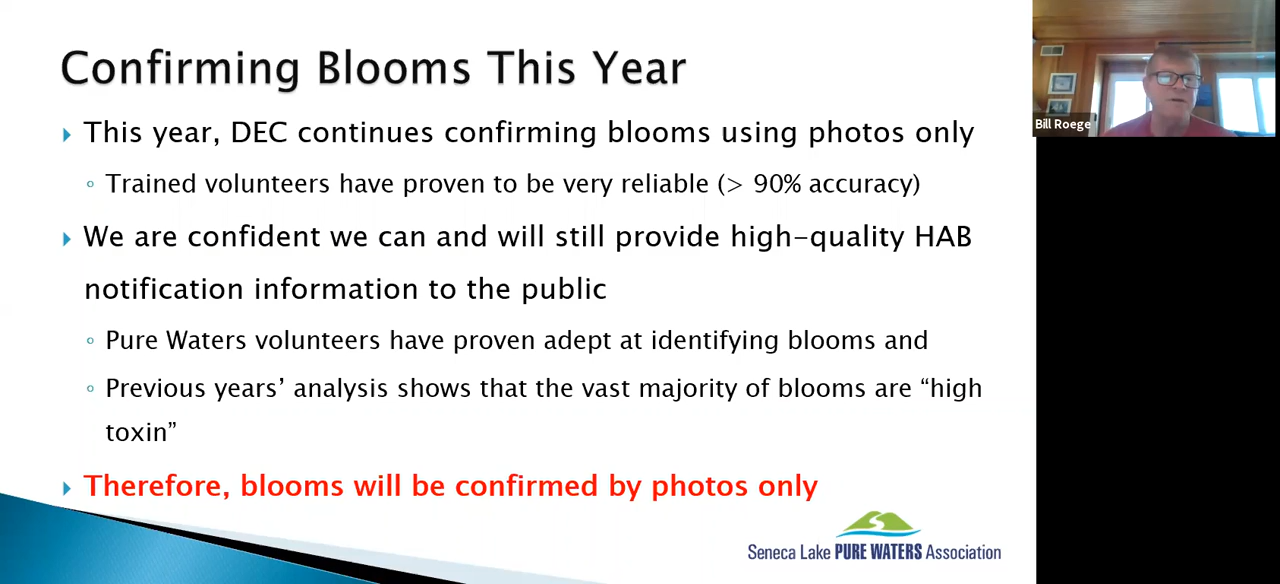 Confirming Blooms This Year
This year, DEC continues confirming blooms using photos only
Trained volunteers have proven to be very reliable (> 90% accuracy)
We are confident we can and will still provide high-quality HAB
notification information to the public
Pure Waters volunteers have proven adept at identifying blooms and
Previous years’ analysis shows that the vast majority of blooms are “high
toxin”
Therefore, blooms will be confirmed by photos only
Seneca Lake PURE WATERS Association
Bill Roege